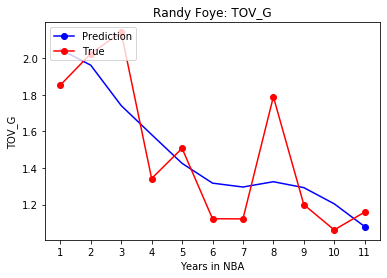 Randy Foye: TOV_G
Prediction
True
2.0
1.8
1.6
1.4
1.2
TOV_G
1 2 3 4 5 6 7 8 9 10 11
Years in NBA